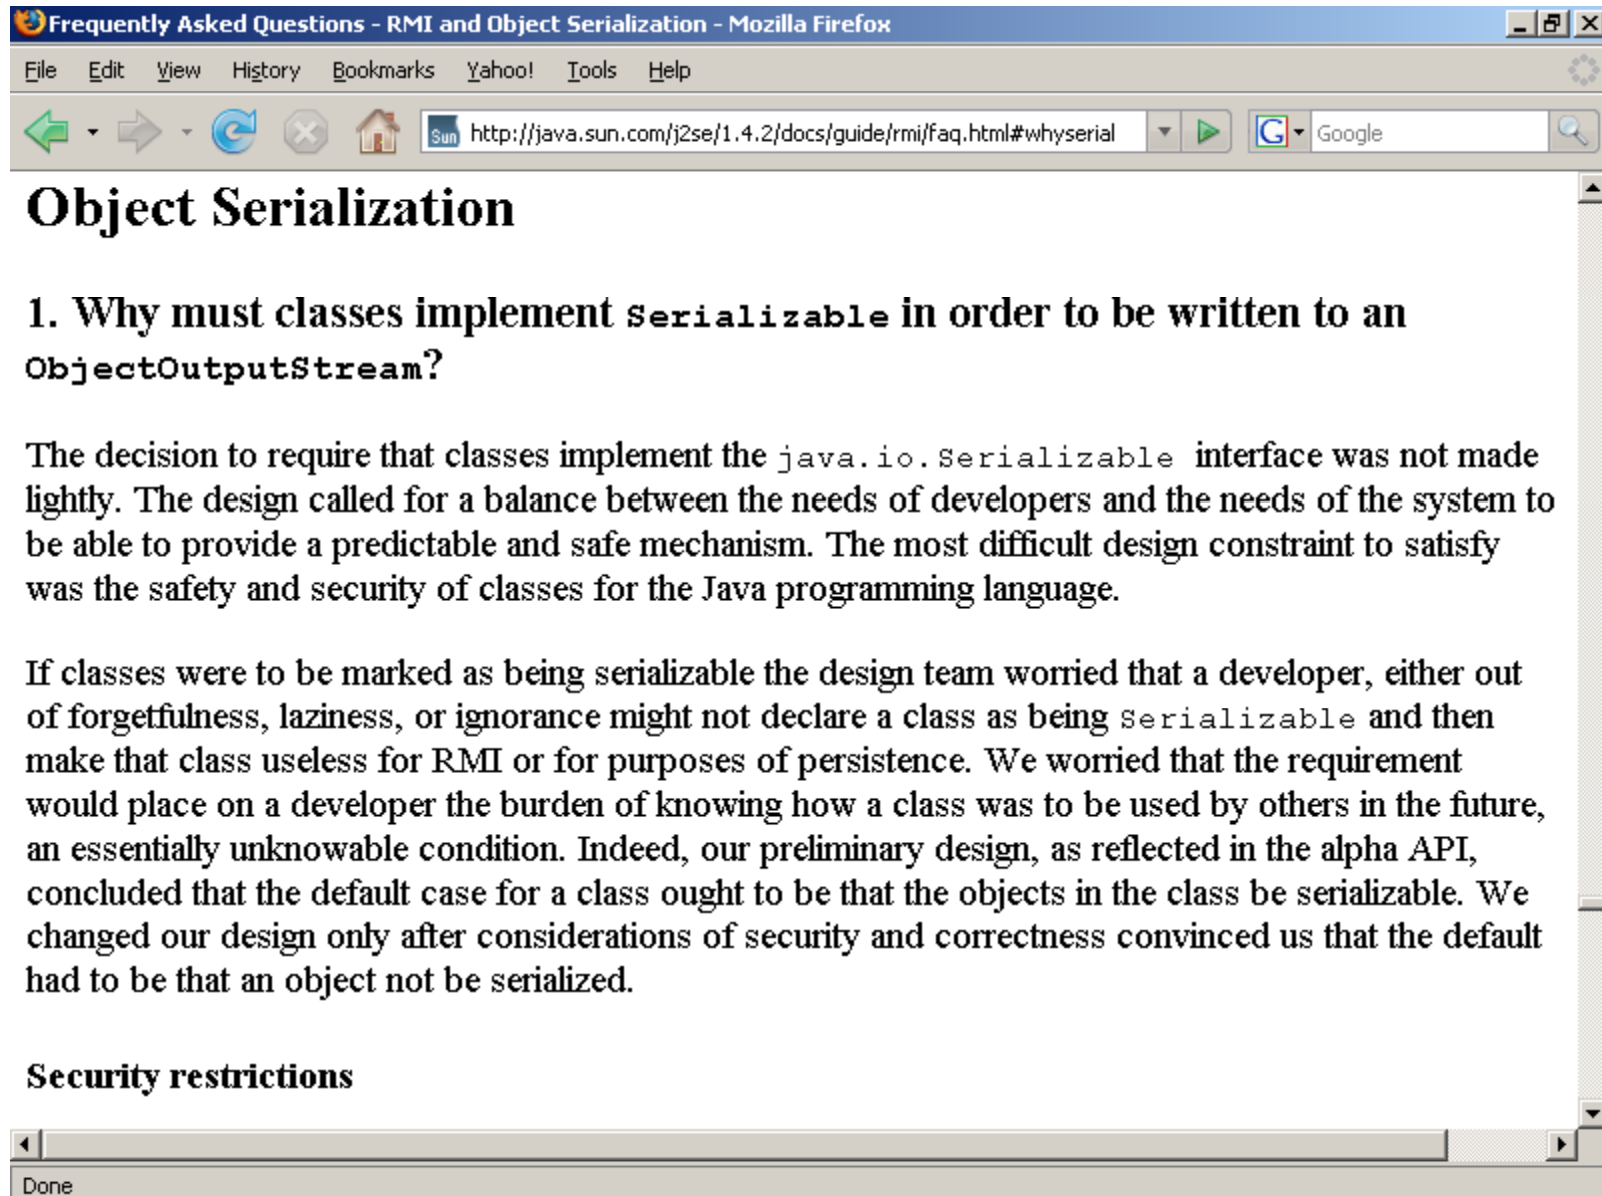 Frequently Asked Questions - RMI and Object Serialization - Mozilla Firefox
File Edit View History Bookmarks Yahoo! Tools Help
Sun http://java.sun.com/j2se/1.4.2/docs/guide/rmi/faq.html#whyserial G Google
Object Serialization
1. Why must classes implement Serializable in order to be written to an
ObjectOutputStream?
The decision to require that classes implement the java.io.Serializable interface was not made
lightly. The design called for a balance between the needs of developers and the needs of the system to
be able to provide a predictable and safe mechanism. The most difficult design constraint to satisfy
was the safety and security of classes for the Java programming language.
If classes were to be marked as being serializable the design team worried that a developer, either out
of forgetfulness, laziness, or ignorance might not declare a class as being Serializable and then
make that class useless for RMI or for purposes of persistence. We worried that the requirement
would place on a developer the burden of knowing how a class was to be used by others in the future,
an essentially unknowable condition. Indeed, our preliminary design, as reflected in the alpha API,
concluded that the default case for a class ought to be that the objects in the class be serializable. We
changed our design only after considerations of security and correctness convinced us that the default
had to be that an object not be serialized.
Security restrictions
Done